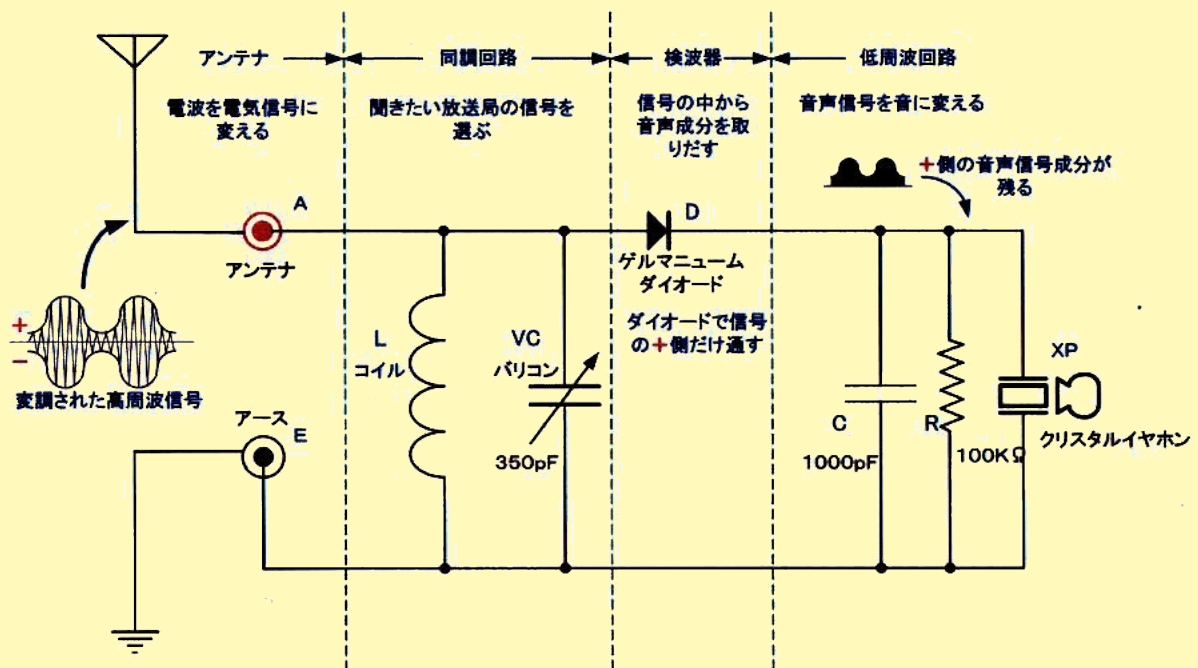 アンテナ
同調回路
検波器
低周波回路
電波を電気信号に
変える
聞きたい放送局の信号を
選ぶ
信号の中から
音声成分を取
りだす
音声信号を音に変える
+側の音声信号成分が
残る
A
アンテナ
D
ゲルマニューム
ダイオード
ダイオードで信号
の+側だけ通す
+
−
変調された高周波信号
L
コイル
VC
バリコン
350pF
アース
E
C
1000pF
R
100KΩ
XP
クリスタルイヤホン